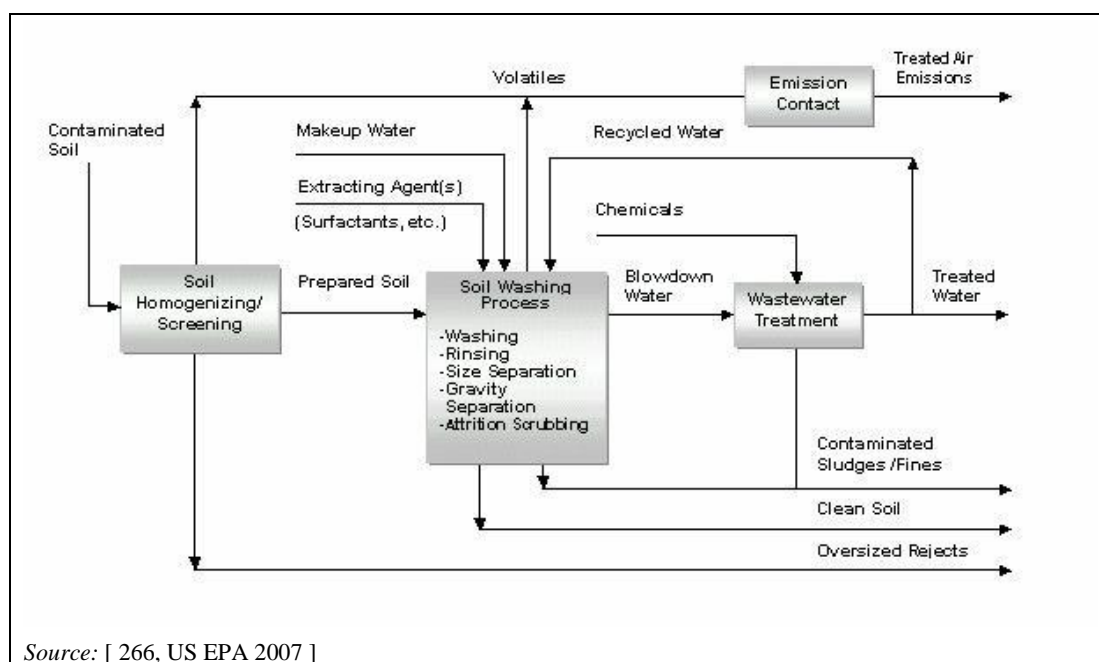 Treated Air
Emissions
Volatiles
Emission
Contact
Contaminated
Soil
Makeup Water
Recycled Water
Extracting Agent(s)
(Surfactants, etc.)
Chemicals
Soil
Homogenizing/
Screening
Prepared Soil
Soil Washing
Process
-Washing
-Rinsing
-Size Separation
-Gravity
Separation
-Attrition Scrubbing
Blowdown
Water
Wastewater
Treatment
Treated
Water
Contaminated
Sludges/Fines
Clean Soil
Oversized Rejects
Source: [ 266, US EPA 2007 ]